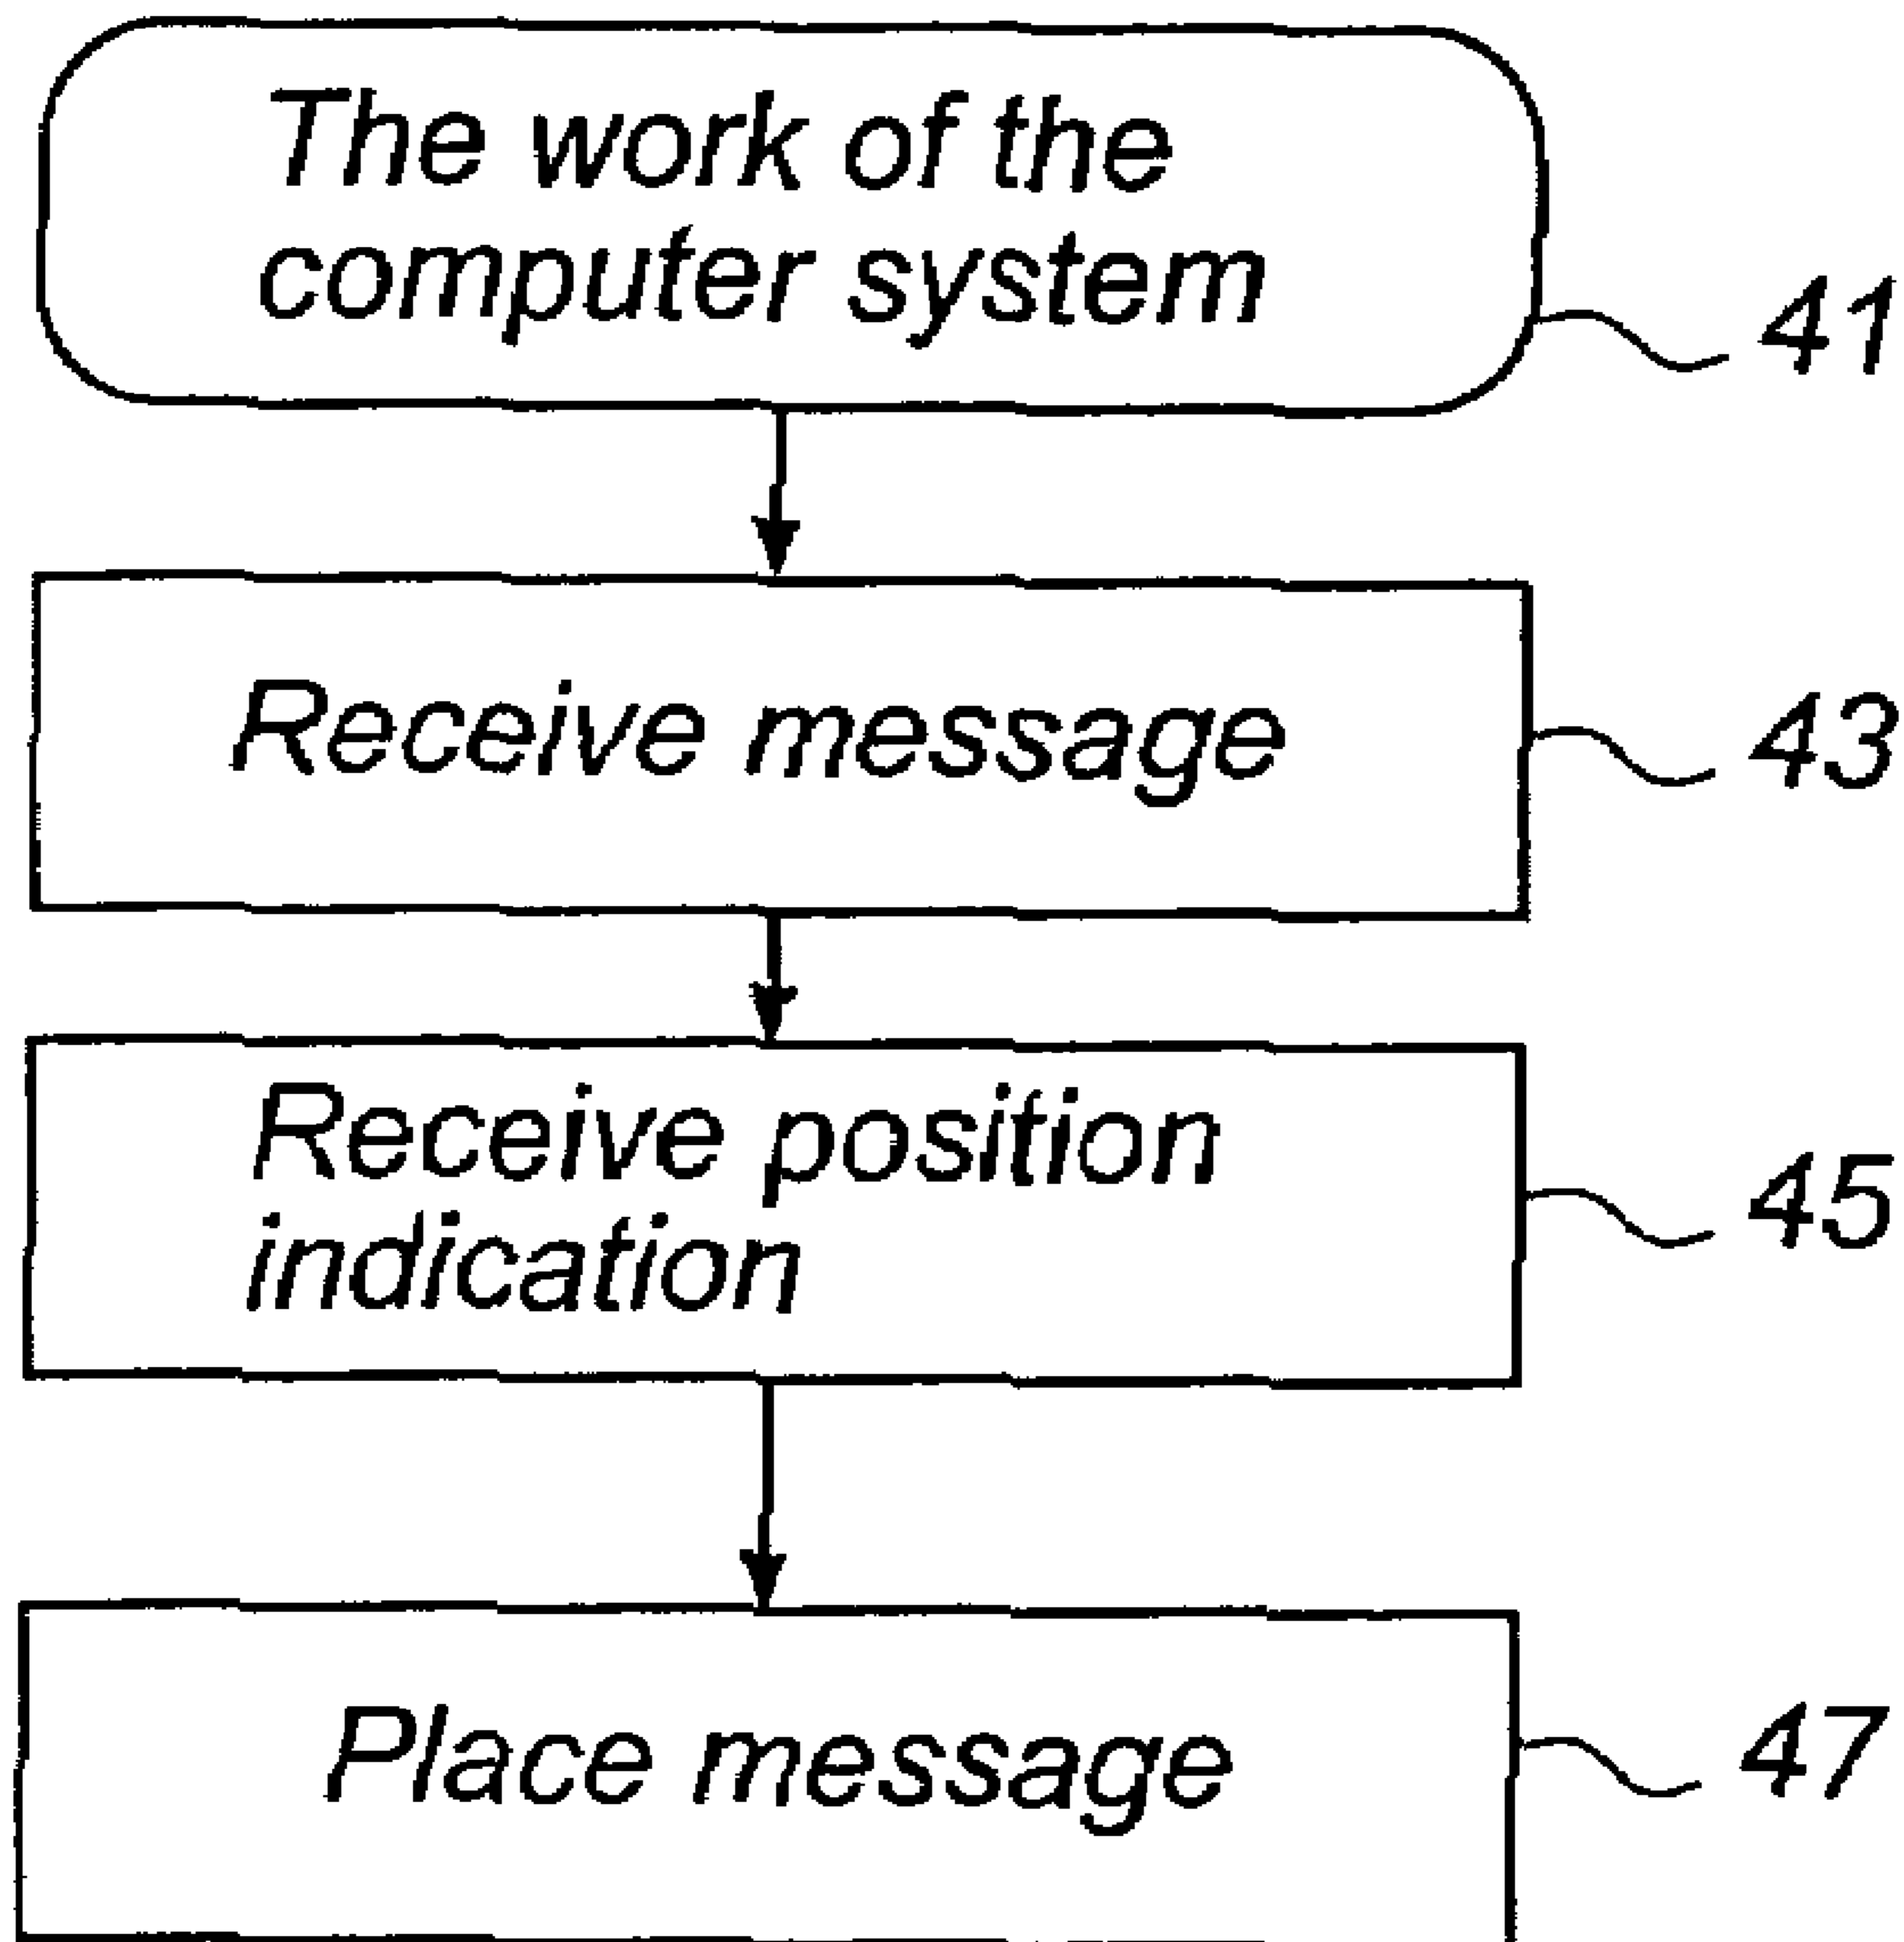 The work of the
computer system
41
Receive message
43
Receive position
indication
45
Place message
47